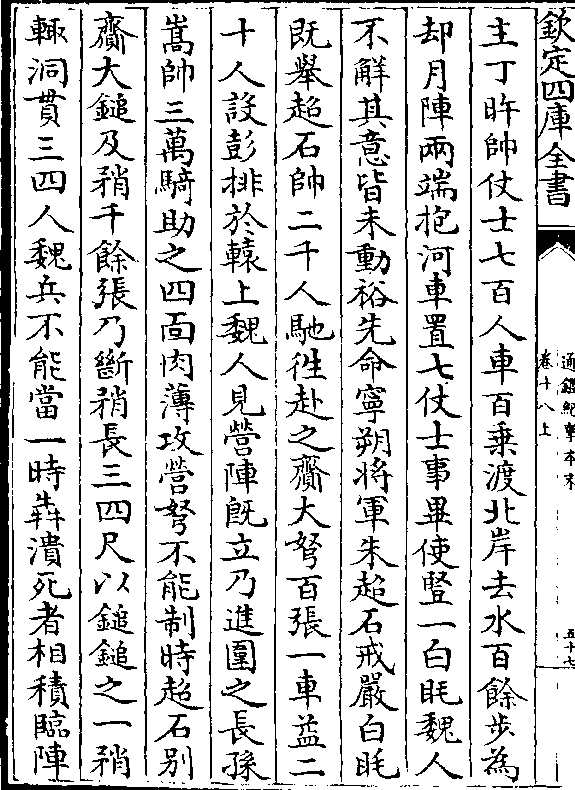 欽定四庫全書
通鑑紀事本末
卷十八上
五十七
主丁旿帥仗士七百人車百乗渡北岸去水百餘步為
却月陣兩端抱河車置七仗士事畢使豎一白眊魏人
不解其意皆未動裕先命寧朔將軍朱超石戒嚴白眊
既舉超石帥二千人馳徃赴之齎大弩百張一車益二
十人設彭排於轅上魏人見營陣既立乃進圍之長孫
嵩帥三萬騎助之四靣肉薄攻營弩不能制時超石别
齎大鎚及矟千餘張乃斷矟長三四尺以鎚鎚之一矟
輙洞貫三四人魏兵不能當一時犇潰死者相積臨陣